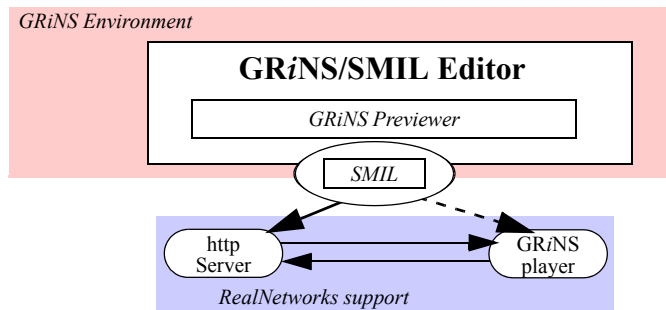 GRiNS Environment
GRiNS/SMIL Editor
GRiNS Previewer
SMIL
http
Server
GRiNS
player
RealNetworks support